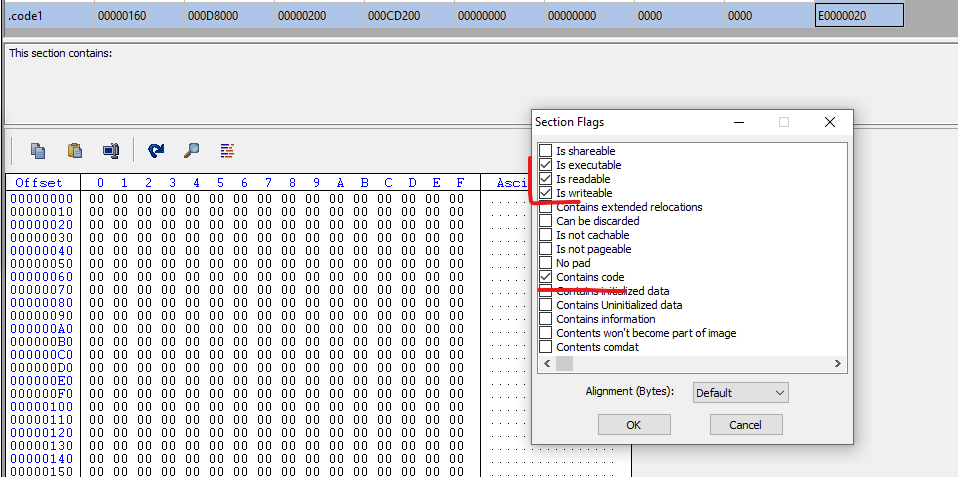 .code1 00000160 000D8000 00000200 000CD200 00000000 00000000 0000 0000 E0000020
This section contains:
Section Flags
Is shareable
Is executable
Is readable
Is writeable
Contains extended relocations
Can be discarded
Is not cachable
Is not pageable
No pad
Contains code
Contains initialized data
Contains Uninitialized data
Contains information
Contents won't become part of image
Contents comdat
Alignment (Bytes): Default
OK Cancel
Offset 0 1 2 3 4 5 6 7 8 9 A B C D E F Asci
00000000 00 00 00 00 00 00 00 00 00 00 00 00 00 00 00 00 ......
00000010 00 00 00 00 00 00 00 00 00 00 00 00 00 00 00 00 ......
00000020 00 00 00 00 00 00 00 00 00 00 00 00 00 00 00 00 ......
00000030 00 00 00 00 00 00 00 00 00 00 00 00 00 00 00 00 ......
00000040 00 00 00 00 00 00 00 00 00 00 00 00 00 00 00 00 ......
00000050 00 00 00 00 00 00 00 00 00 00 00 00 00 00 00 00 ......
00000060 00 00 00 00 00 00 00 00 00 00 00 00 00 00 00 00 ......
00000070 00 00 00 00 00 00 00 00 00 00 00 00 00 00 00 00 ......
00000080 00 00 00 00 00 00 00 00 00 00 00 00 00 00 00 00 ......
00000090 00 00 00 00 00 00 00 00 00 00 00 00 00 00 00 00 ......
000000A0 00 00 00 00 00 00 00 00 00 00 00 00 00 00 00 00 ......
000000B0 00 00 00 00 00 00 00 00 00 00 00 00 00 00 00 00 ......
000000C0 00 00 00 00 00 00 00 00 00 00 00 00 00 00 00 00 ......
000000D0 00 00 00 00 00 00 00 00 00 00 00 00 00 00 00 00 ......
000000E0 00 00 00 00 00 00 00 00 00 00 00 00 00 00 00 00 ......
000000F0 00 00 00 00 00 00 00 00 00 00 00 00 00 00 00 00 ......
00000100 00 00 00 00 00 00 00 00 00 00 00 00 00 00 00 00 ......
00000110 00 00 00 00 00 00 00 00 00 00 00 00 00 00 00 00 ......
00000120 00 00 00 00 00 00 00 00 00 00 00 00 00 00 00 00 ......
00000130 00 00 00 00 00 00 00 00 00 00 00 00 00 00 00 00 ................
00000140 00 00 00 00 00 00 00 00 00 00 00 00 00 00 00 00 ................
00000150 00 00 00 00 00 00 00 00 00 00 00 00 00 00 00 00 ................